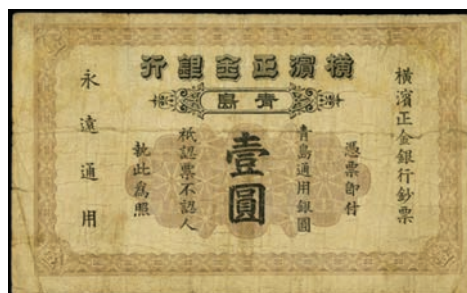 行銀金正濱橫
島青
橫濱正金銀行鈔票
憑票卽付
青島通用銀圓
壹圓
祇認票不認人
執此爲照
永遠通用